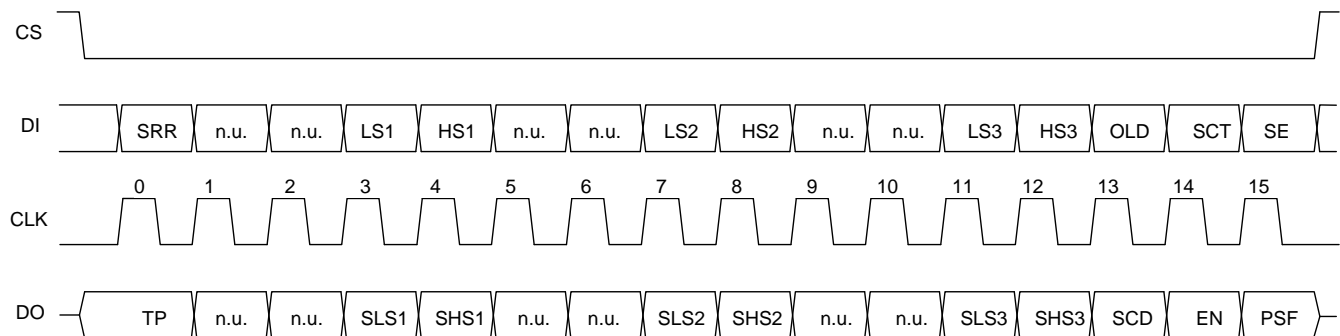 CS
DI SRR n.u. n.u. LS1 HS1 n.u. n.u. LS2 HS2 n.u. n.u. LS3 HS3 OLD SCT SE
0 1 2 3 4 5 6 7 8 9 10 11 12 13 14 15
CLK
DO TP n.u. n.u. SLS1 SHS1 n.u. n.u. SLS2 SHS2 n.u. n.u. SLS3 SHS3 SCD EN PSF